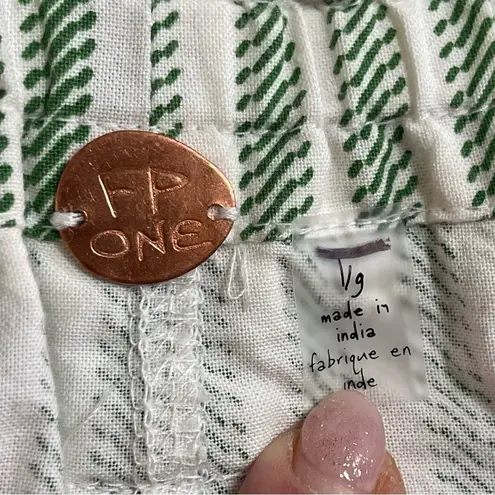 FP
ONE
l/g
made in
india
fabrique en
inde